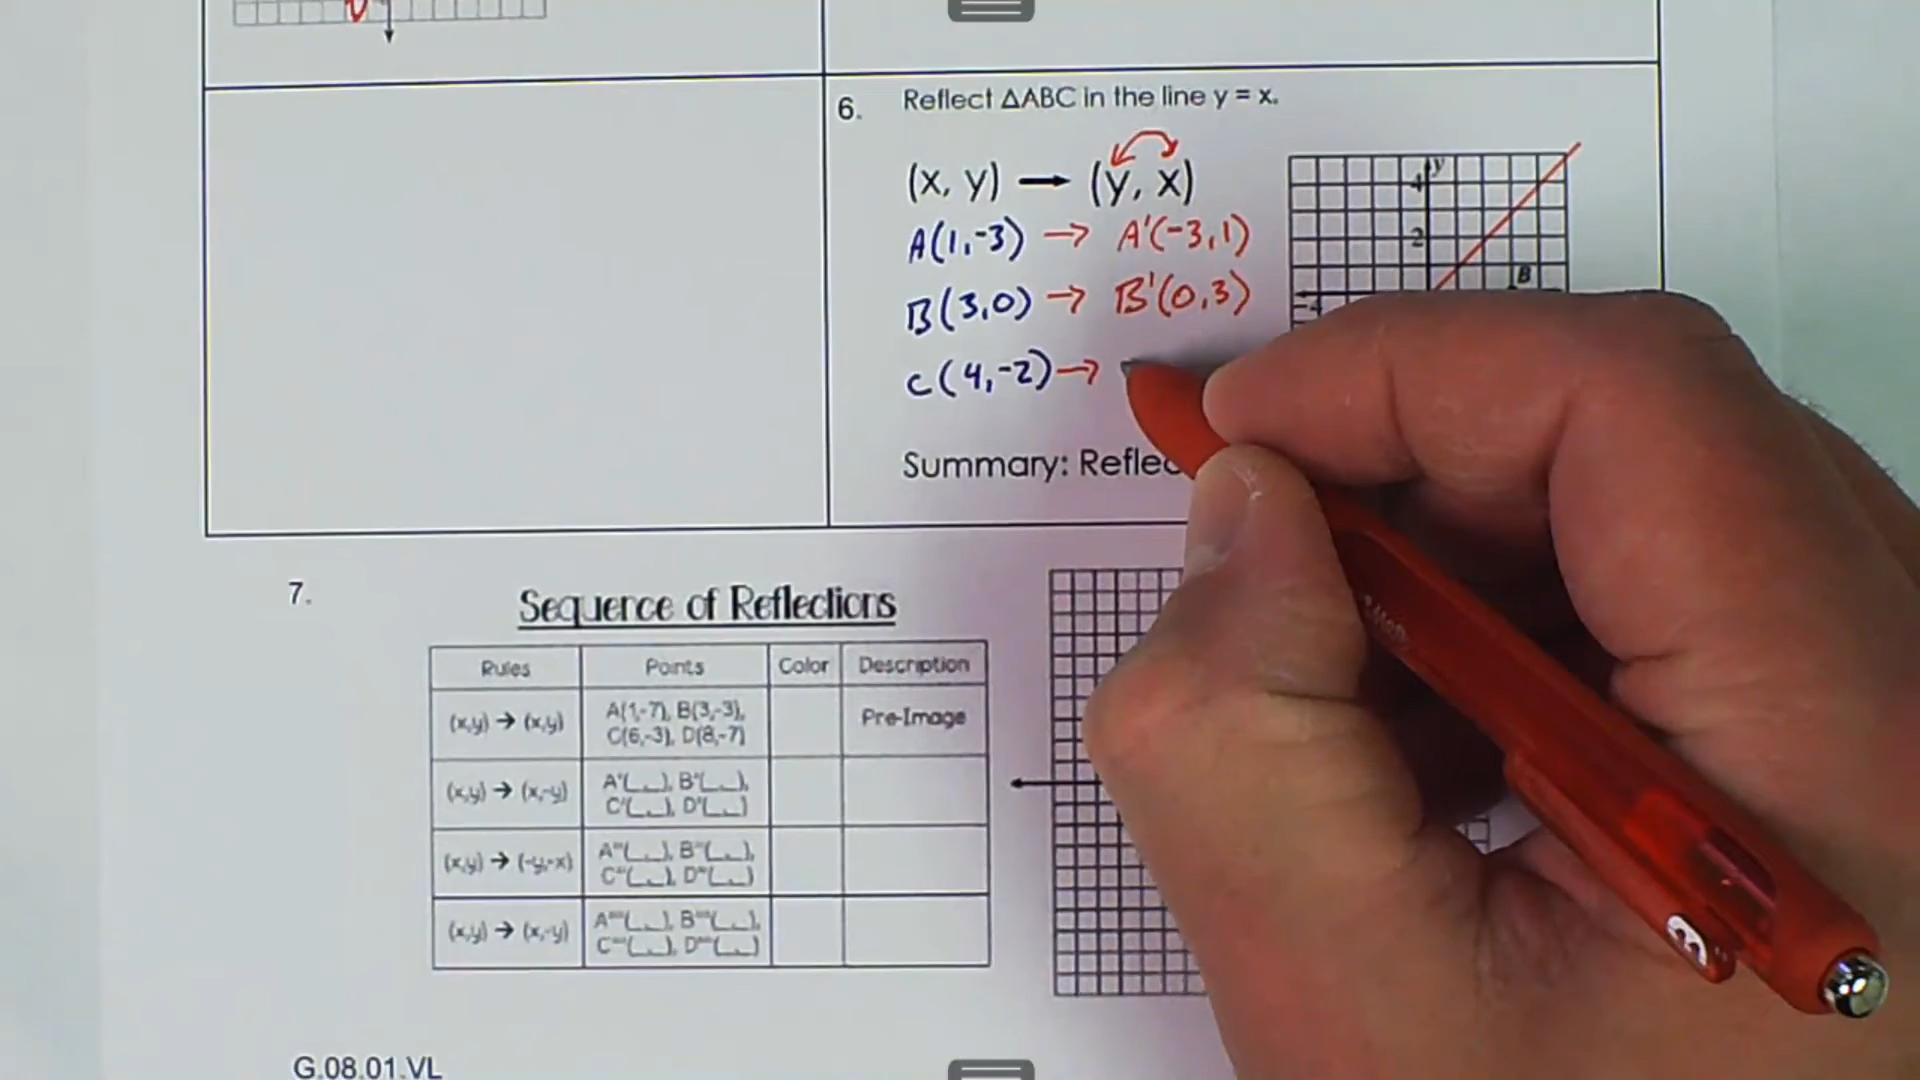 6. Reflect ΔABC in the line y = x.
(x, y) → (y, x)
A(1,-3) → A'(-3,1)
B(3,0) → B'(0,3)
C(4,-2) →
y
4
2
B
-4
Summary:
7. Sequence of Reflections
Rules Points Color Description
(x,y) → (x,y) A(1,-7), B(3,-3), C(6,-3), D(8,-7) Pre-Image
(x,y) → (x,-y) A'(_,_), B'(_,_), C'(_,_), D'(_,_)
(x,y) → (-y,-x) A''(_,_), B''(_,_), C''(_,_), D''(_,_)
(x,y) → (x,-y) A'''(_,_), B'''(_,_), C'''(_,_), D'''(_,_)
G.08.01.VL